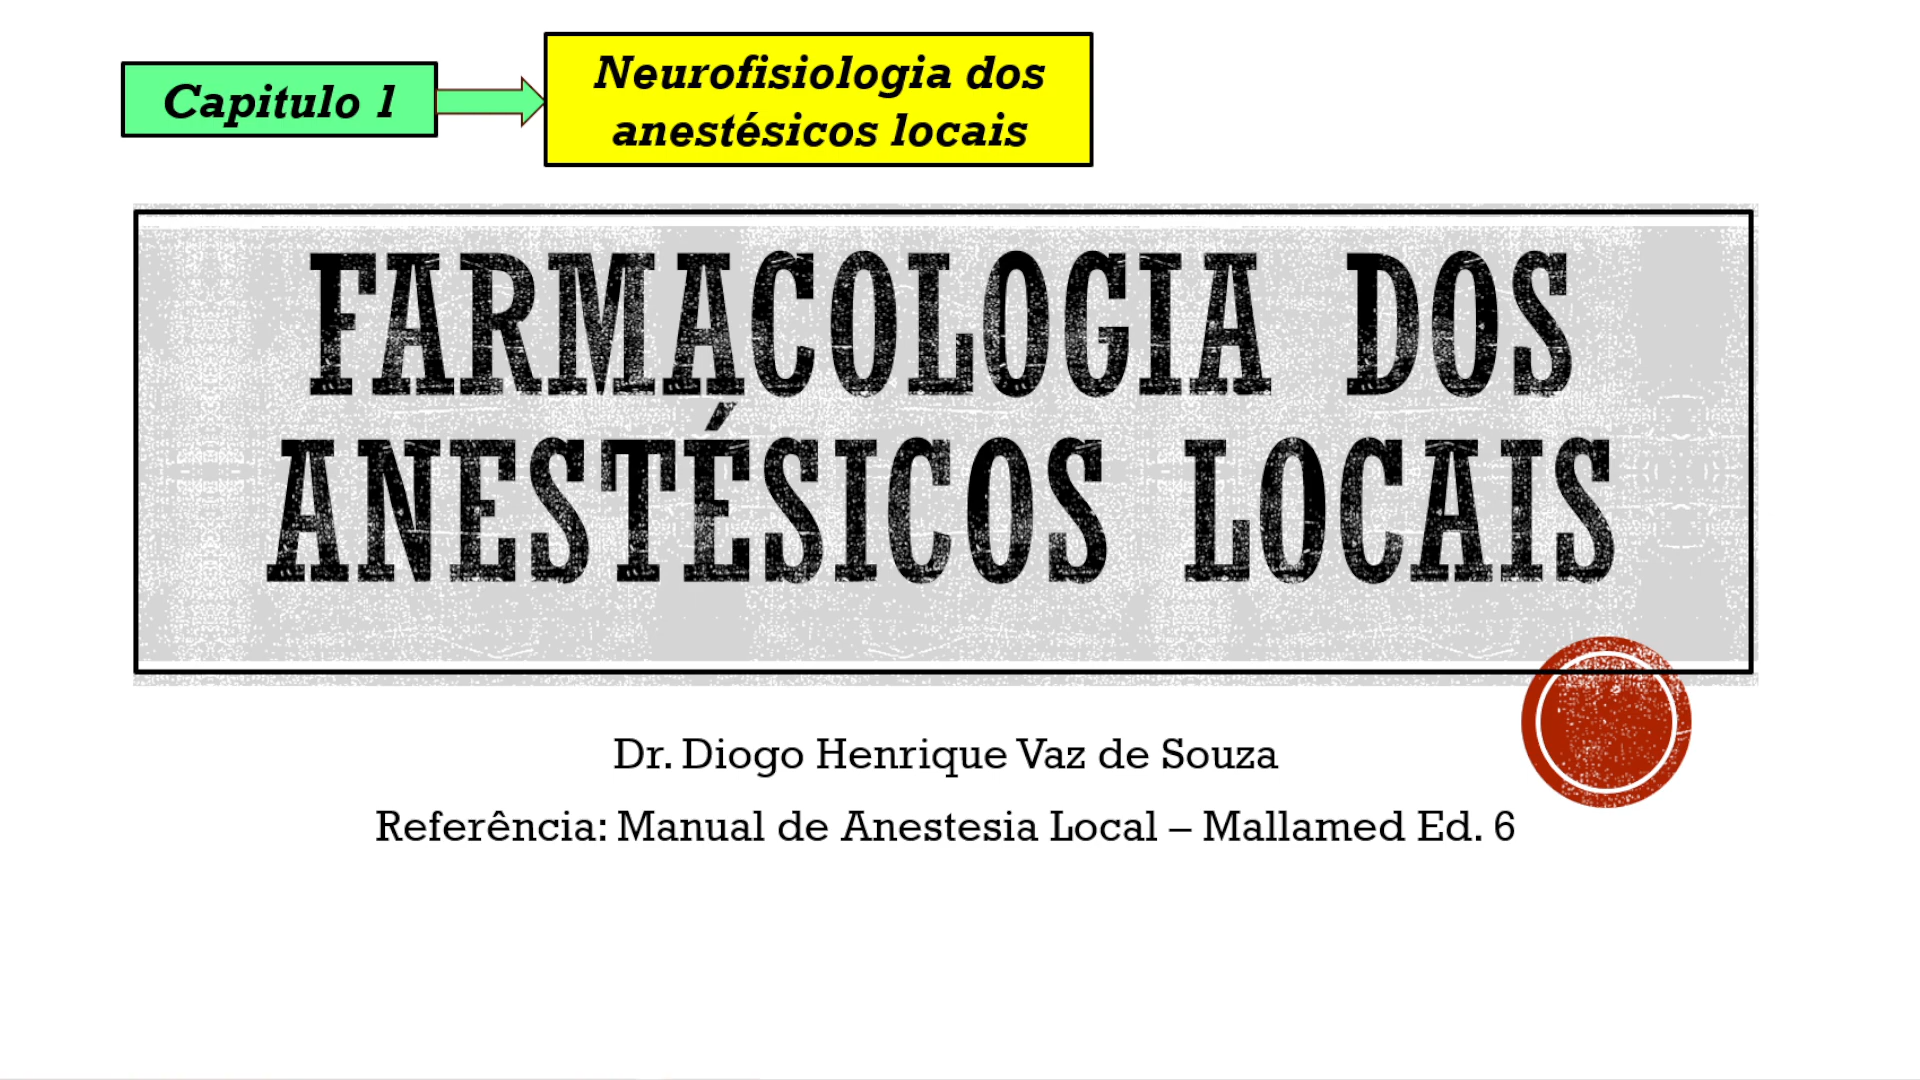 Capitulo 1
Neurofisiologia dos
anestésicos locais
FARMACOLOGIA DOS
ANESTÉSICOS LOCAIS
Dr. Diogo Henrique Vaz de Souza
Referência: Manual de Anestesia Local – Mallamed Ed. 6